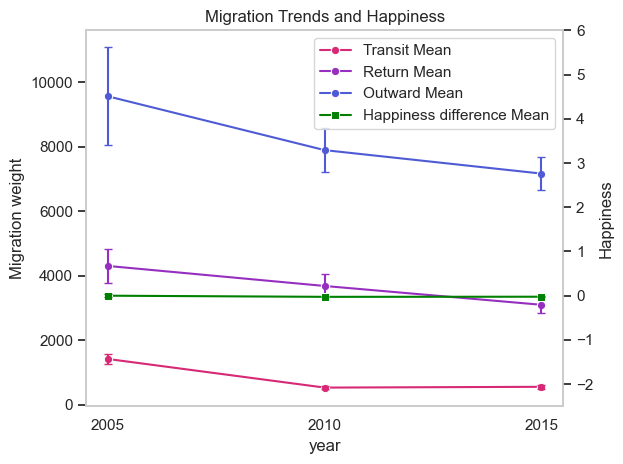 Migration Trends and Happiness
Transit Mean
Return Mean
Outward Mean
Happiness difference Mean
Migration weight
10000
8000
6000
4000
2000
0
6
5
4
3
2
1
0
−1
−2
Happiness
2005
2010
2015
year